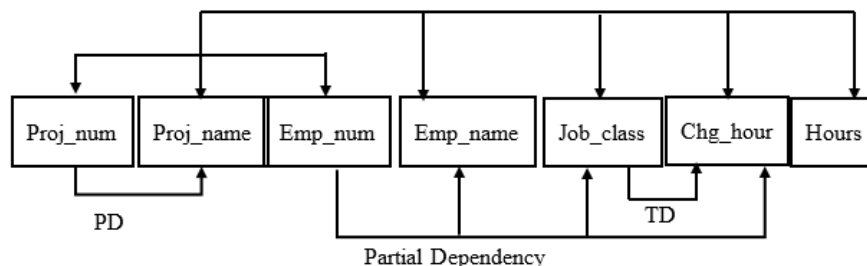 Proj_num Proj_name Emp_num Emp_name Job_class Chg_hour Hours
PD
TD
Partial Dependency